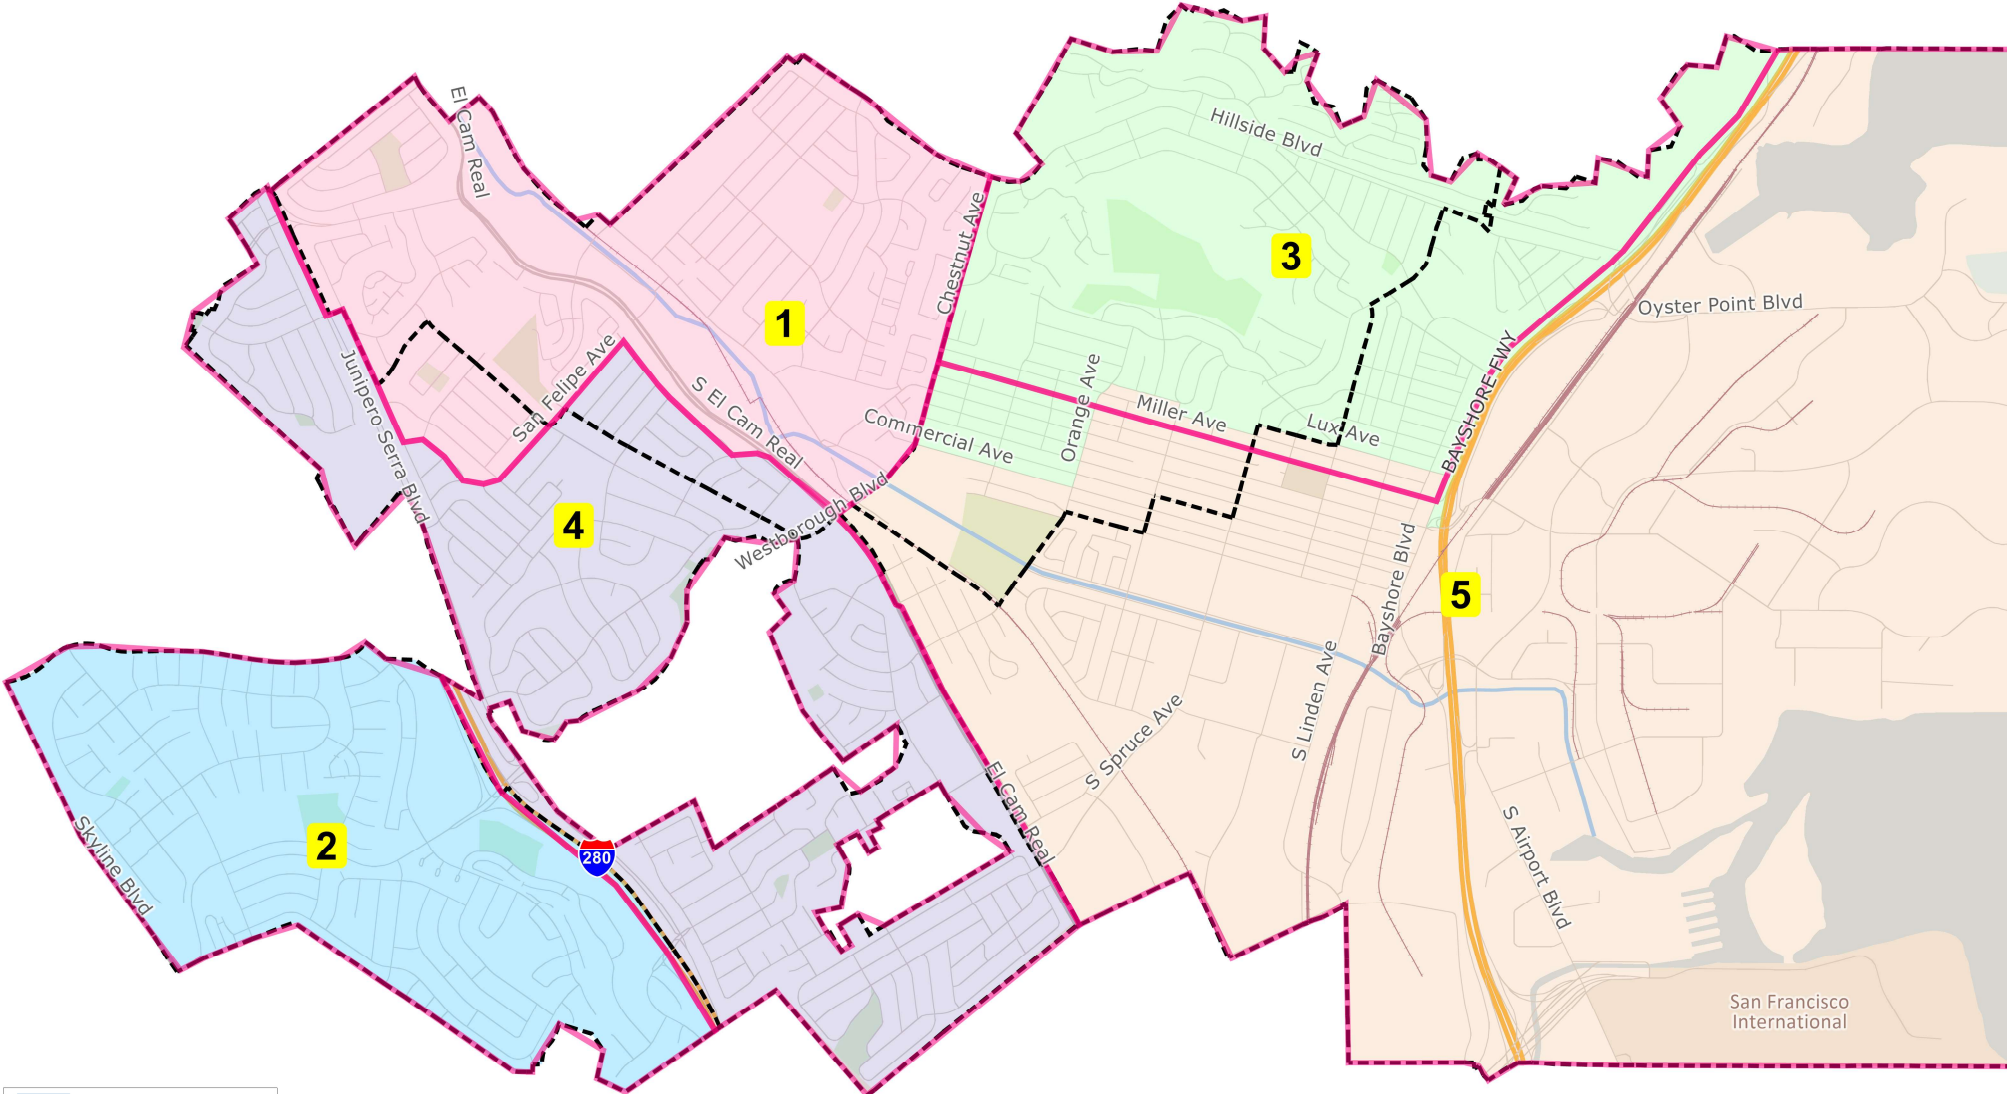 El Cam Real
Hillside Blvd
Chestnut Ave
3
1
Oyster Point Blvd
San Felipe Ave
Junipero Serra Blvd
S El Cam Real
Commercial Ave
Orange Ave
Miller Ave
Lux Ave
BAYSHORE FWY
Westborough Blvd
4
5
Bayshore Blvd
S Linden Ave
S Spruce Ave
El Cam Real
S Airport Blvd
2
280
Skyline Blvd
San Francisco
International